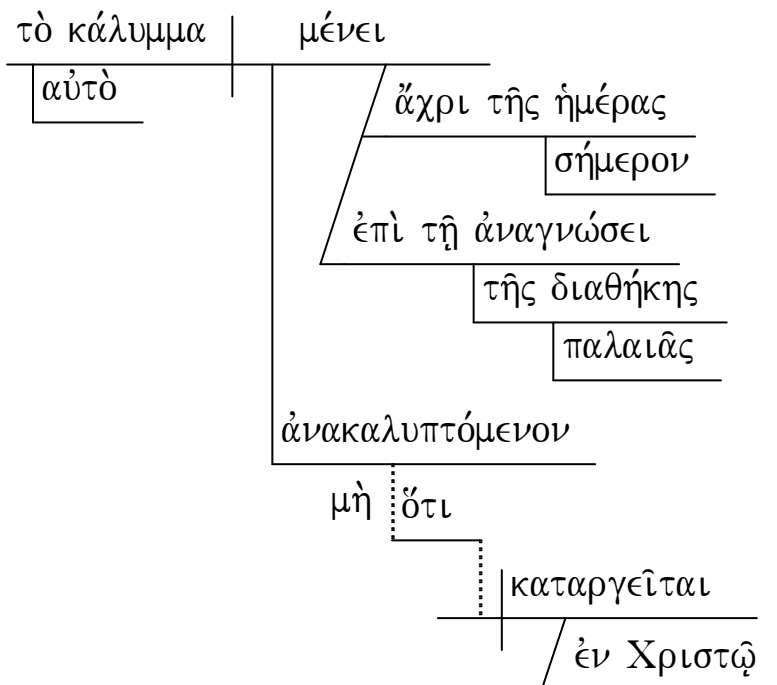 τὸ κάλυμμα μένει
αὐτὸ
ἄχρι τῆς ἡμέρας
σήμερον
ἐπὶ τῇ ἀναγνώσει
τῆς διαθήκης
παλαιᾶς
ἀνακαλυπτόμενον
μὴ ὅτι
καταργεῖται
ἐν Χριστῷ